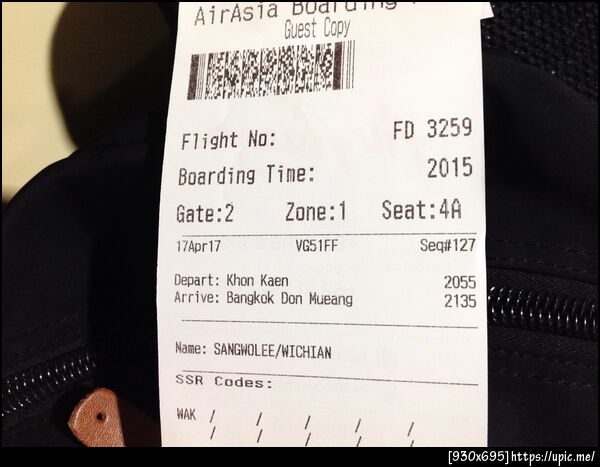 AirAsia Boarding
Guest Copy
Flight No: FD 3259
Boarding Time: 2015
Gate:2 Zone:1 Seat:4A
17Apr17 VG51FF Seq#127
Depart: Khon Kaen 2055
Arrive: Bangkok Don Mueang 2135
Name: SANGWOLEE/WICHIAN
SSR Codes:
WAK / / / / /
/ / / / /
[930x695]https://upic.me/